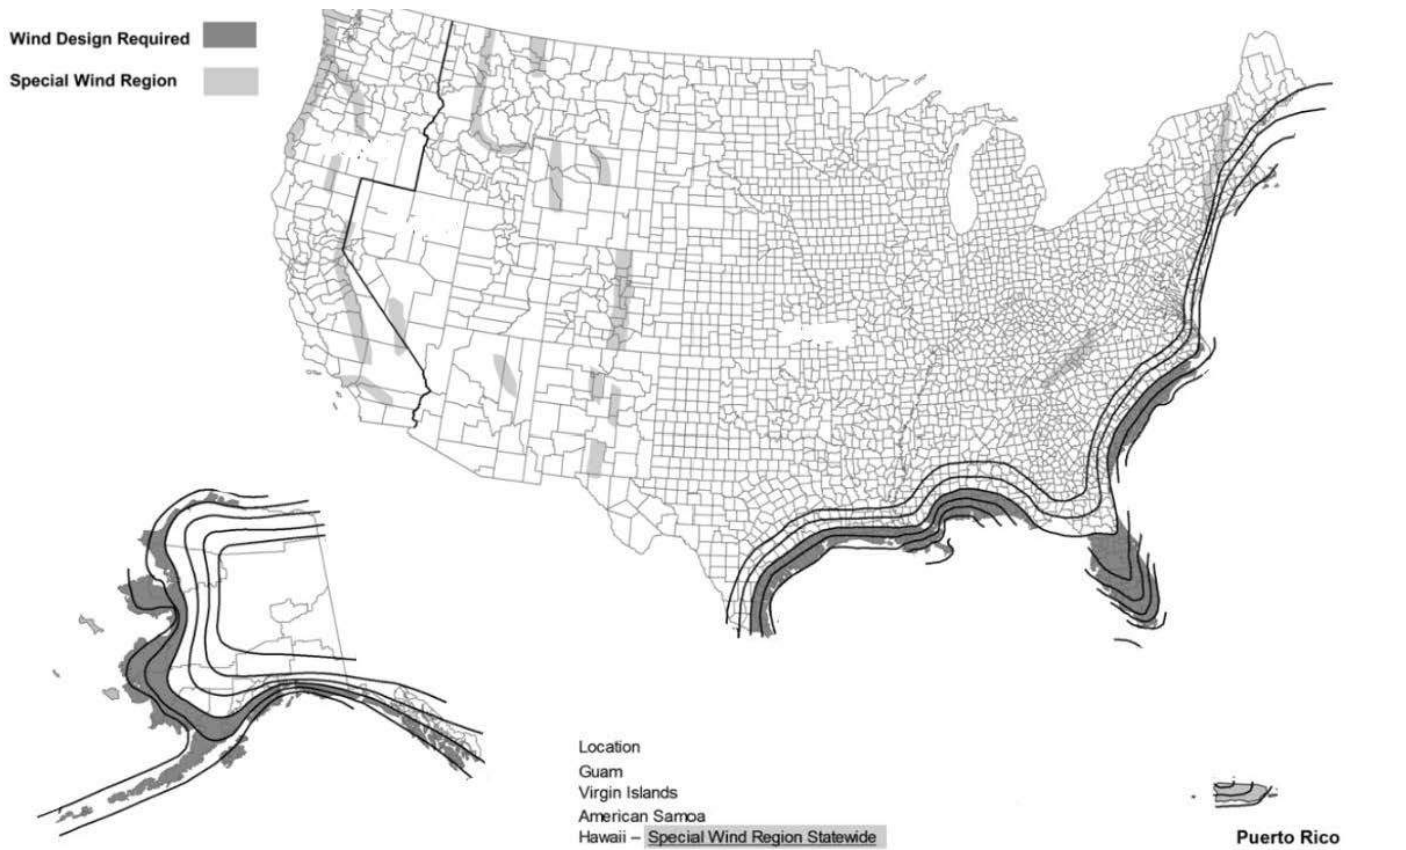 Wind Design Required
Special Wind Region
Location
Guam
Virgin Islands
American Samoa
Hawaii – Special Wind Region Statewide
Puerto Rico